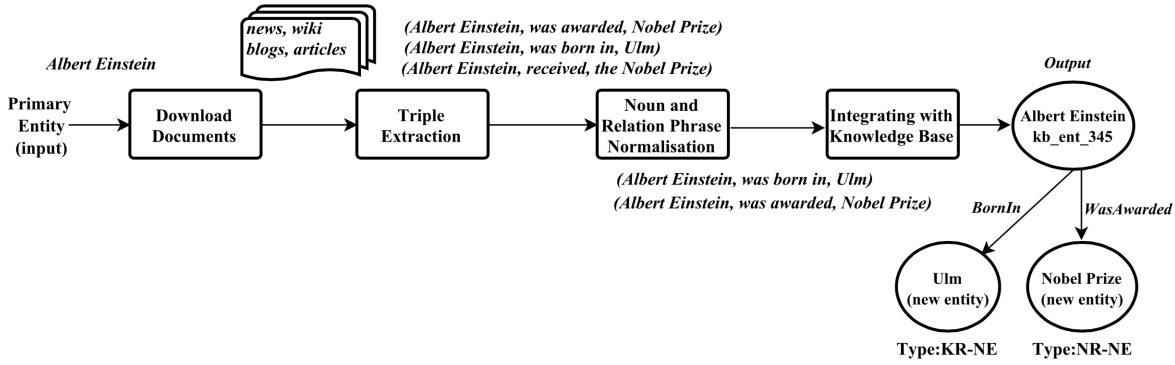 news, wiki
blogs, articles
(Albert Einstein, was awarded, Nobel Prize)
(Albert Einstein, was born in, Ulm)
(Albert Einstein, received, the Nobel Prize)
Albert Einstein
Output
Primary
Entity
(input)
Download
Documents
Triple
Extraction
Noun and
Relation Phrase
Normalisation
Integrating with
Knowledge Base
Albert Einstein
kb_ent_345
(Albert Einstein, was born in, Ulm)
(Albert Einstein, was awarded, Nobel Prize)
BornIn
WasAwarded
Ulm
(new entity)
Nobel Prize
(new entity)
Type:KR-NE
Type:NR-NE